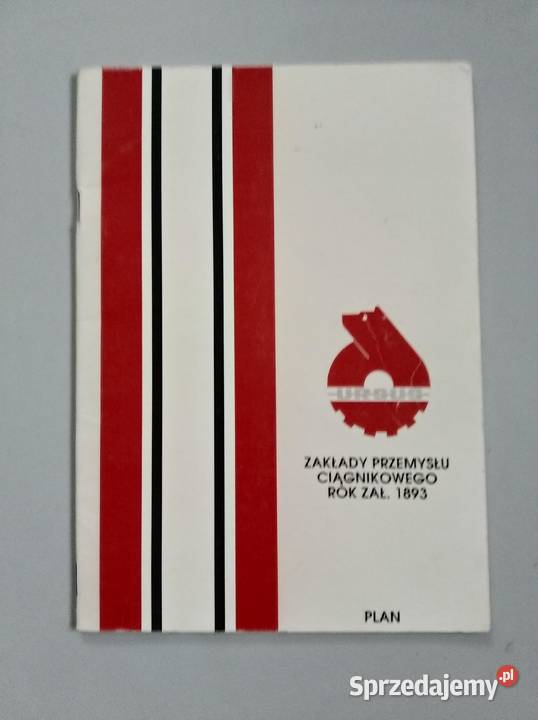 URSUS
ZAKŁADY PRZEMYSŁU
CIĄGNIKOWEGO
ROK ZAŁ. 1893
PLAN
Sprzedajemy.pl